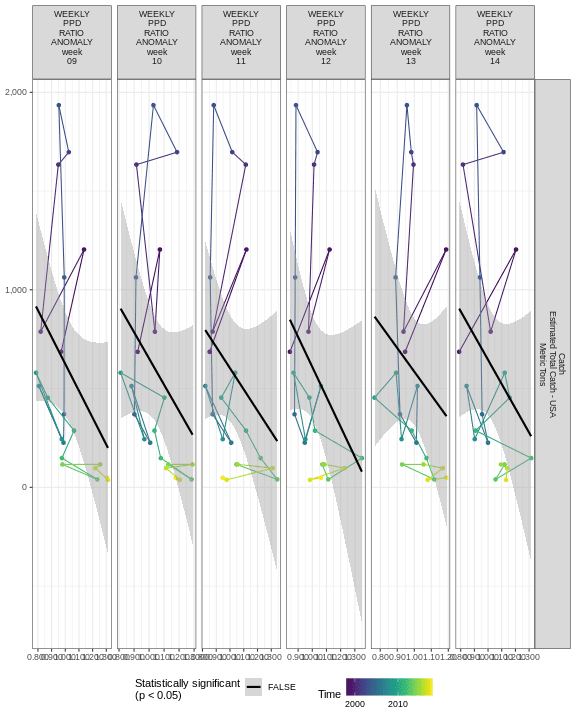 WEEKLY
PPD
RATIO
ANOMALY
week
09
WEEKLY
PPD
RATIO
ANOMALY
week
10
WEEKLY
PPD
RATIO
ANOMALY
week
11
WEEKLY
PPD
RATIO
ANOMALY
week
12
WEEKLY
PPD
RATIO
ANOMALY
week
13
WEEKLY
PPD
RATIO
ANOMALY
week
14
2,000
1,000
0
Catch
Estimated Total Catch - USA
Metric Tons
Statistically significant
(p < 0.05)
FALSE
Time
2000 2010